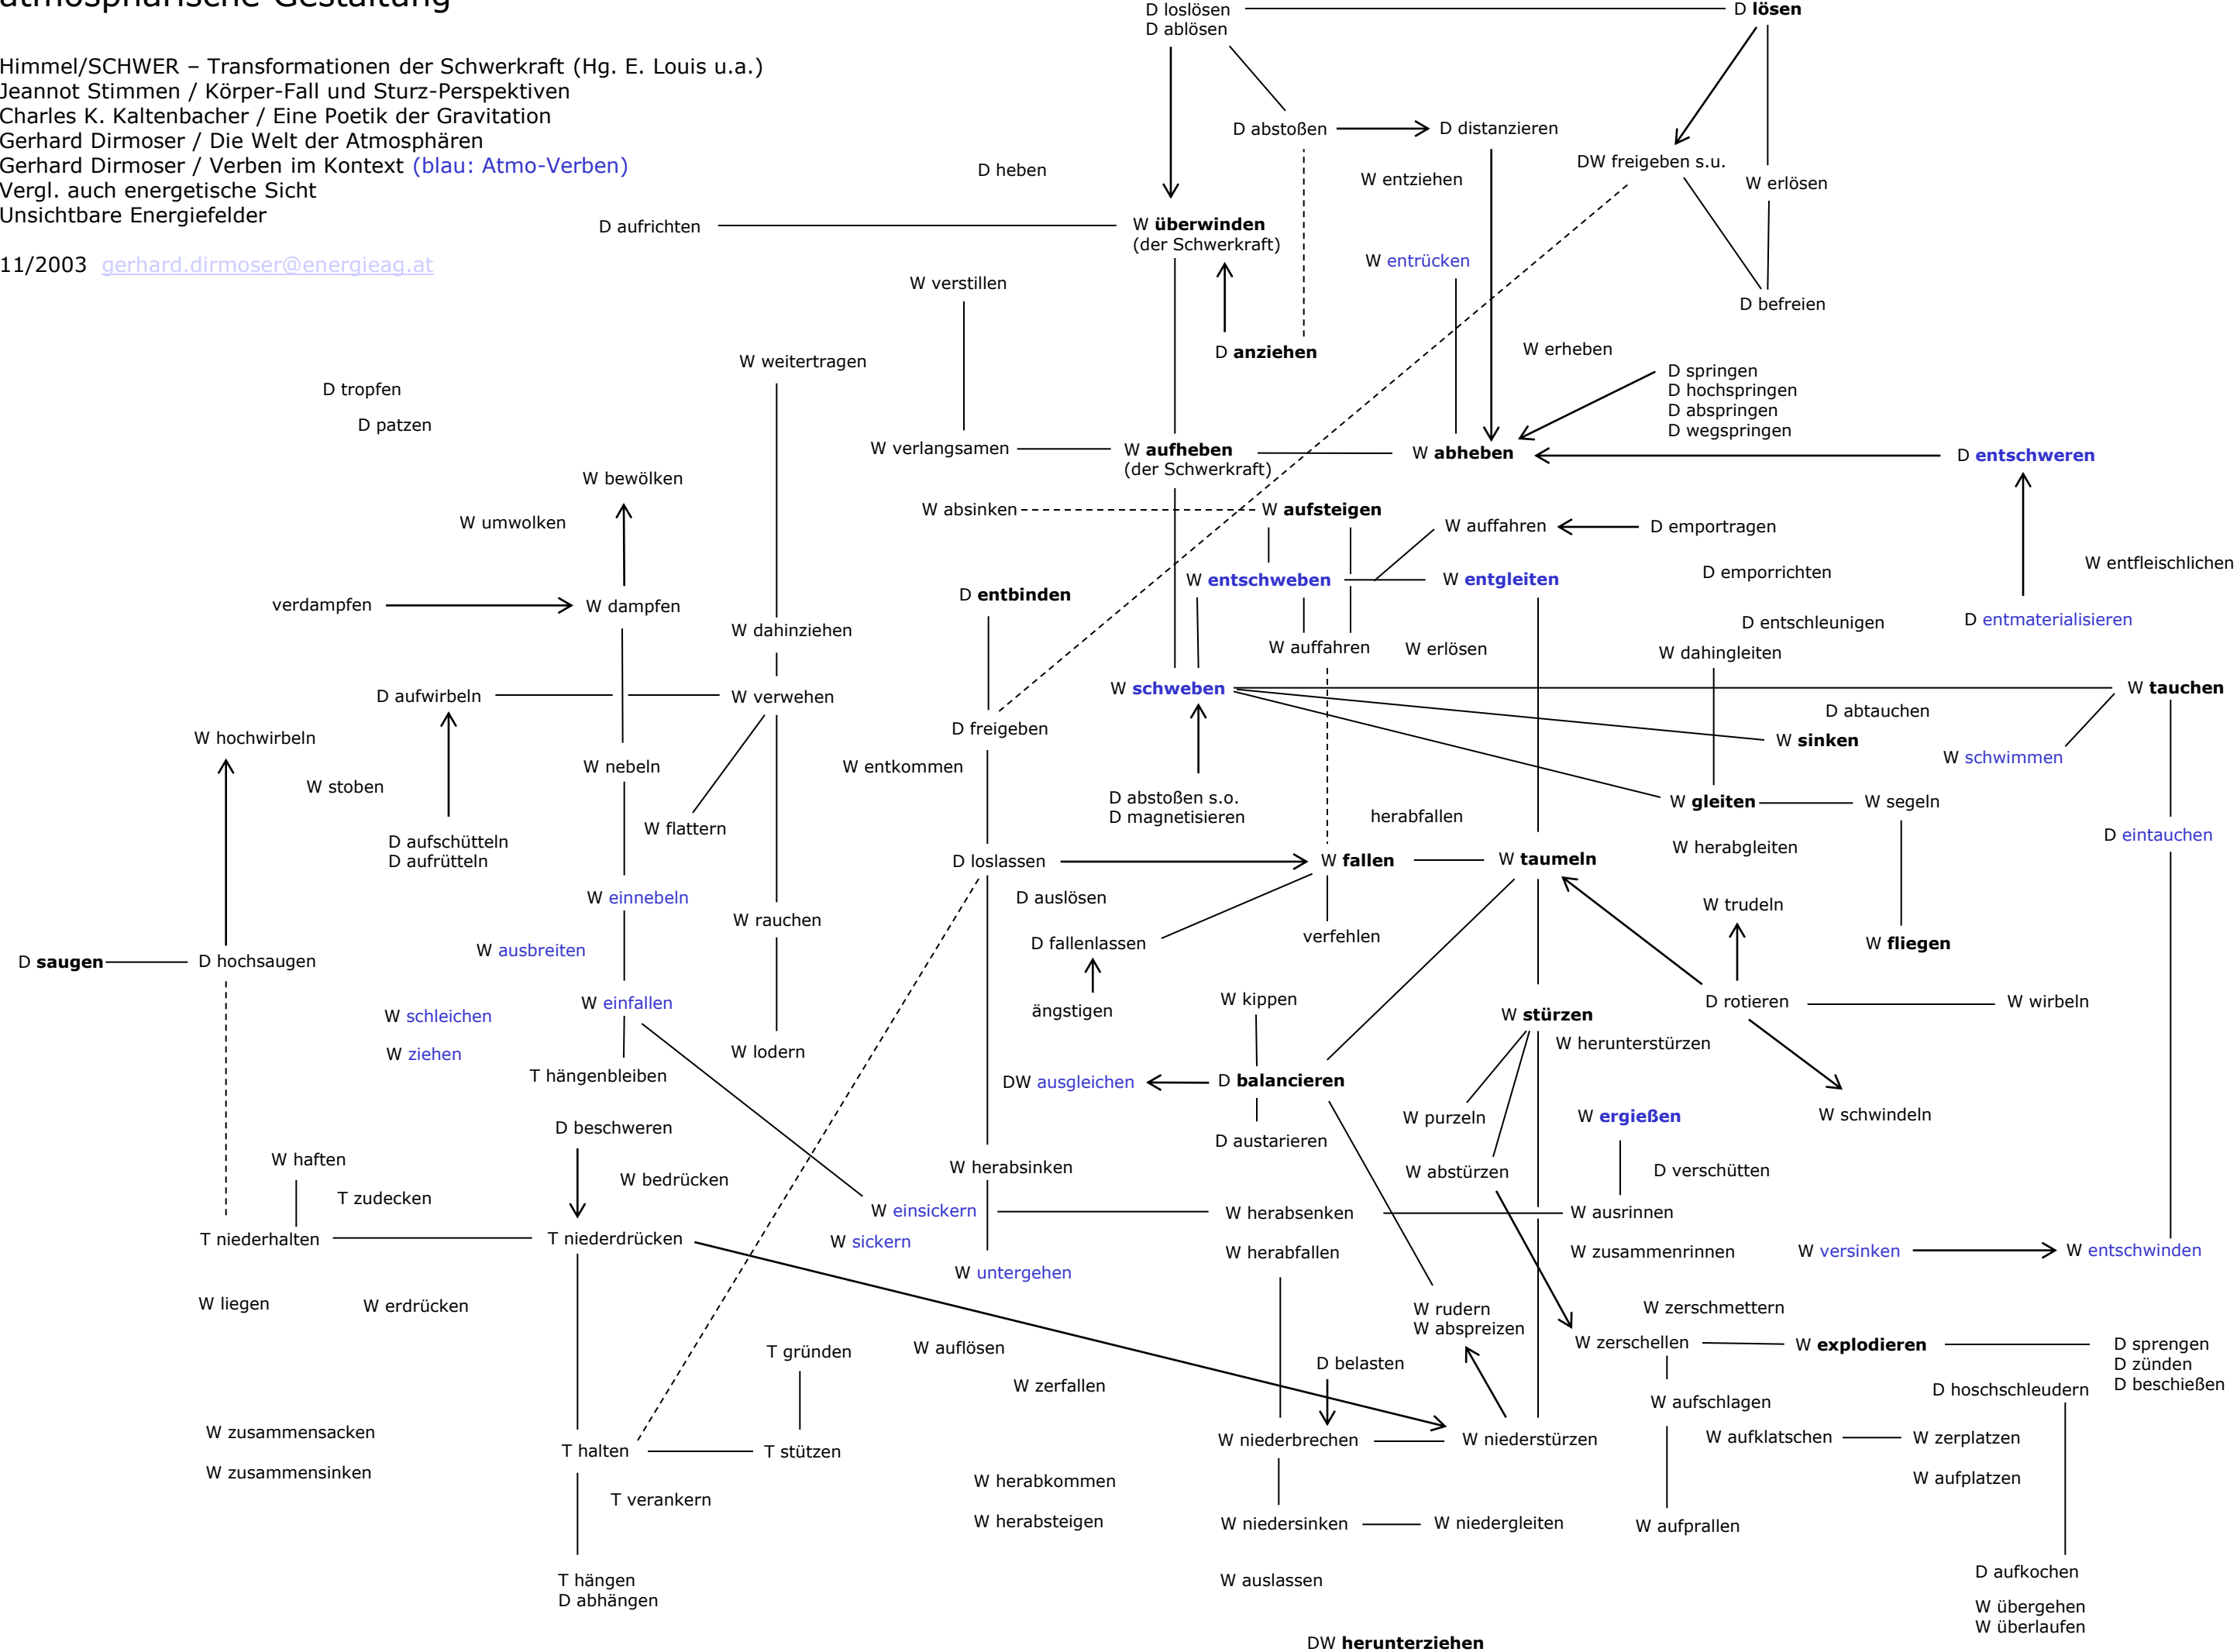 atmosphärische Gestaltung
Himmel/SCHWER – Transformationen der Schwerkraft (Hg. E. Louis u.a.)
Jeannot Stimmen / Körper-Fall und Sturz-Perspektiven
Charles K. Kaltenbacher / Eine Poetik der Gravitation
Gerhard Dirmoser / Die Welt der Atmosphären
Gerhard Dirmoser / Verben im Kontext (blau: Atmo-Verben)
Vergl. auch energetische Sicht
Unsichtbare Energiefelder
11/2003 gerhard.dirmoser@energieag.at
D loslösen
D ablösen
D lösen
D abstoßen
D distanzieren
DW freigeben s.u.
D heben
W entziehen
W erlösen
D aufrichten
W überwinden
(der Schwerkraft)
W entrücken
W verstillen
D befreien
D anziehen
W erheben
W weitertragen
D springen
D hochspringen
D abspringen
D wegspringen
D tropfen
D patzen
W verlangsamen
W aufheben
(der Schwerkraft)
W abheben
D entschweren
W bewölken
W absinken
W aufsteigen
W umwolken
W auffahren
D emportragen
W entfleischlichen
D emporrichten
W entschweben
W entgleiten
D entbinden
verdampfen
W dampfen
D entschleunigen
D entmaterialisieren
W dahinziehen
W auffahren
W erlösen
W dahingleiten
D aufwirbeln
W verwehen
W schweben
W tauchen
D abtauchen
D freigeben
W hochwirbeln
W sinken
W schwimmen
W nebeln
W entkommen
W stoben
D abstoßen s.o.
D magnetisieren
herabfallen
W gleiten
W segeln
W flattern
D aufschütteln
D aufrütteln
D eintauchen
W herabgleiten
D loslassen
W fallen
W taumeln
W einnebeln
D auslösen
W trudeln
W rauchen
W ausbreiten
D fallenlassen
verfehlen
W fliegen
D saugen
D hochsaugen
W einfallen
ängstigen
W kippen
D rotieren
W wirbeln
W schleichen
W stürzen
W ziehen
W lodern
W herunterstürzen
T hängenbleiben
DW ausgleichen
D balancieren
W purzeln
W ergießen
W schwindeln
D beschweren
D austarieren
W haften
W bedrücken
W herabsinken
W abstürzen
D verschütten
T zudecken
W einsickern
W herabsenken
W ausrinnen
T niederhalten
T niederdrücken
W sickern
W herabfallen
W zusammenrinnen
W versinken
W entschwinden
W untergehen
W liegen
W erdrücken
W rudern
W abspreizen
W zerschmettern
T gründen
W auflösen
W zerschellen
W explodieren
D sprengen
D zünden
D beschießen
D belasten
W zerfallen
D hoschschleudern
W aufschlagen
W zusammensacken
T halten
T stützen
W niederbrechen
W niederstürzen
W aufklatschen
W zerplatzen
W zusammensinken
W herabkommen
W aufplatzen
T verankern
W herabsteigen
W niedersinken
W niedergleiten
W aufprallen
T hängen
D abhängen
W auslassen
D aufkochen
W übergehen
W überlaufen
DW herunterziehen